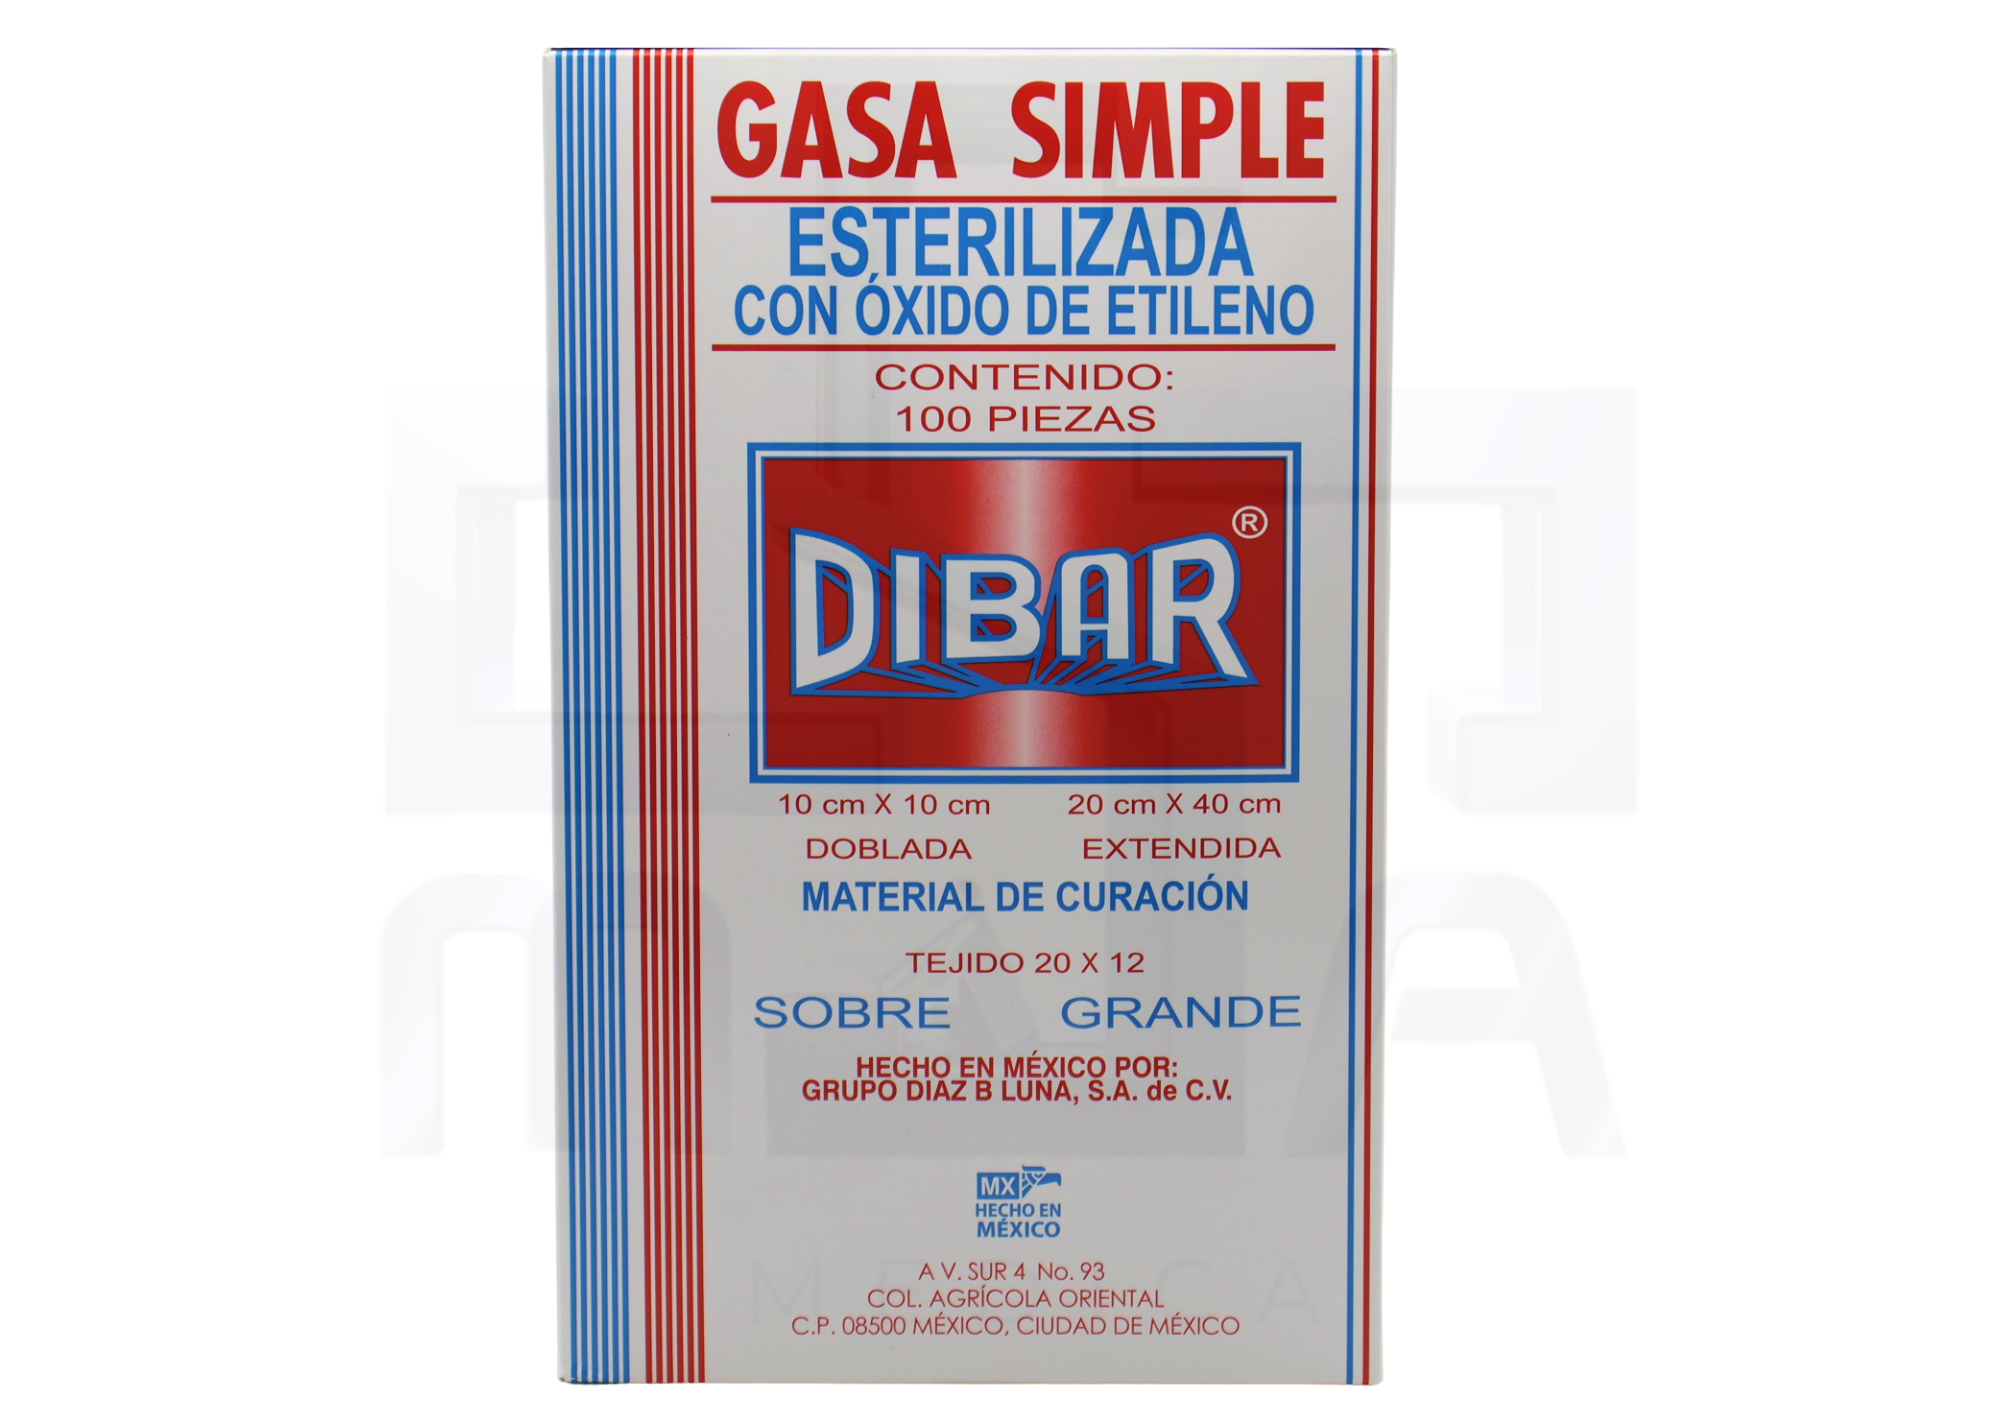 GASA SIMPLE
ESTERILIZADA
CON ÓXIDO DE ETILENO
CONTENIDO:
100 PIEZAS
DIBAR®
10 cm X 10 cm 20 cm X 40 cm
DOBLADA EXTENDIDA
MATERIAL DE CURACIÓN
TEJIDO 20 X 12
SOBRE GRANDE
HECHO EN MÉXICO POR:
GRUPO DIAZ B LUNA, S.A. de C.V.
MX
HECHO EN
MÉXICO
A V. SUR 4 No. 93
COL. AGRÍCOLA ORIENTAL
C.P. 08500 MÉXICO, CIUDAD DE MÉXICO